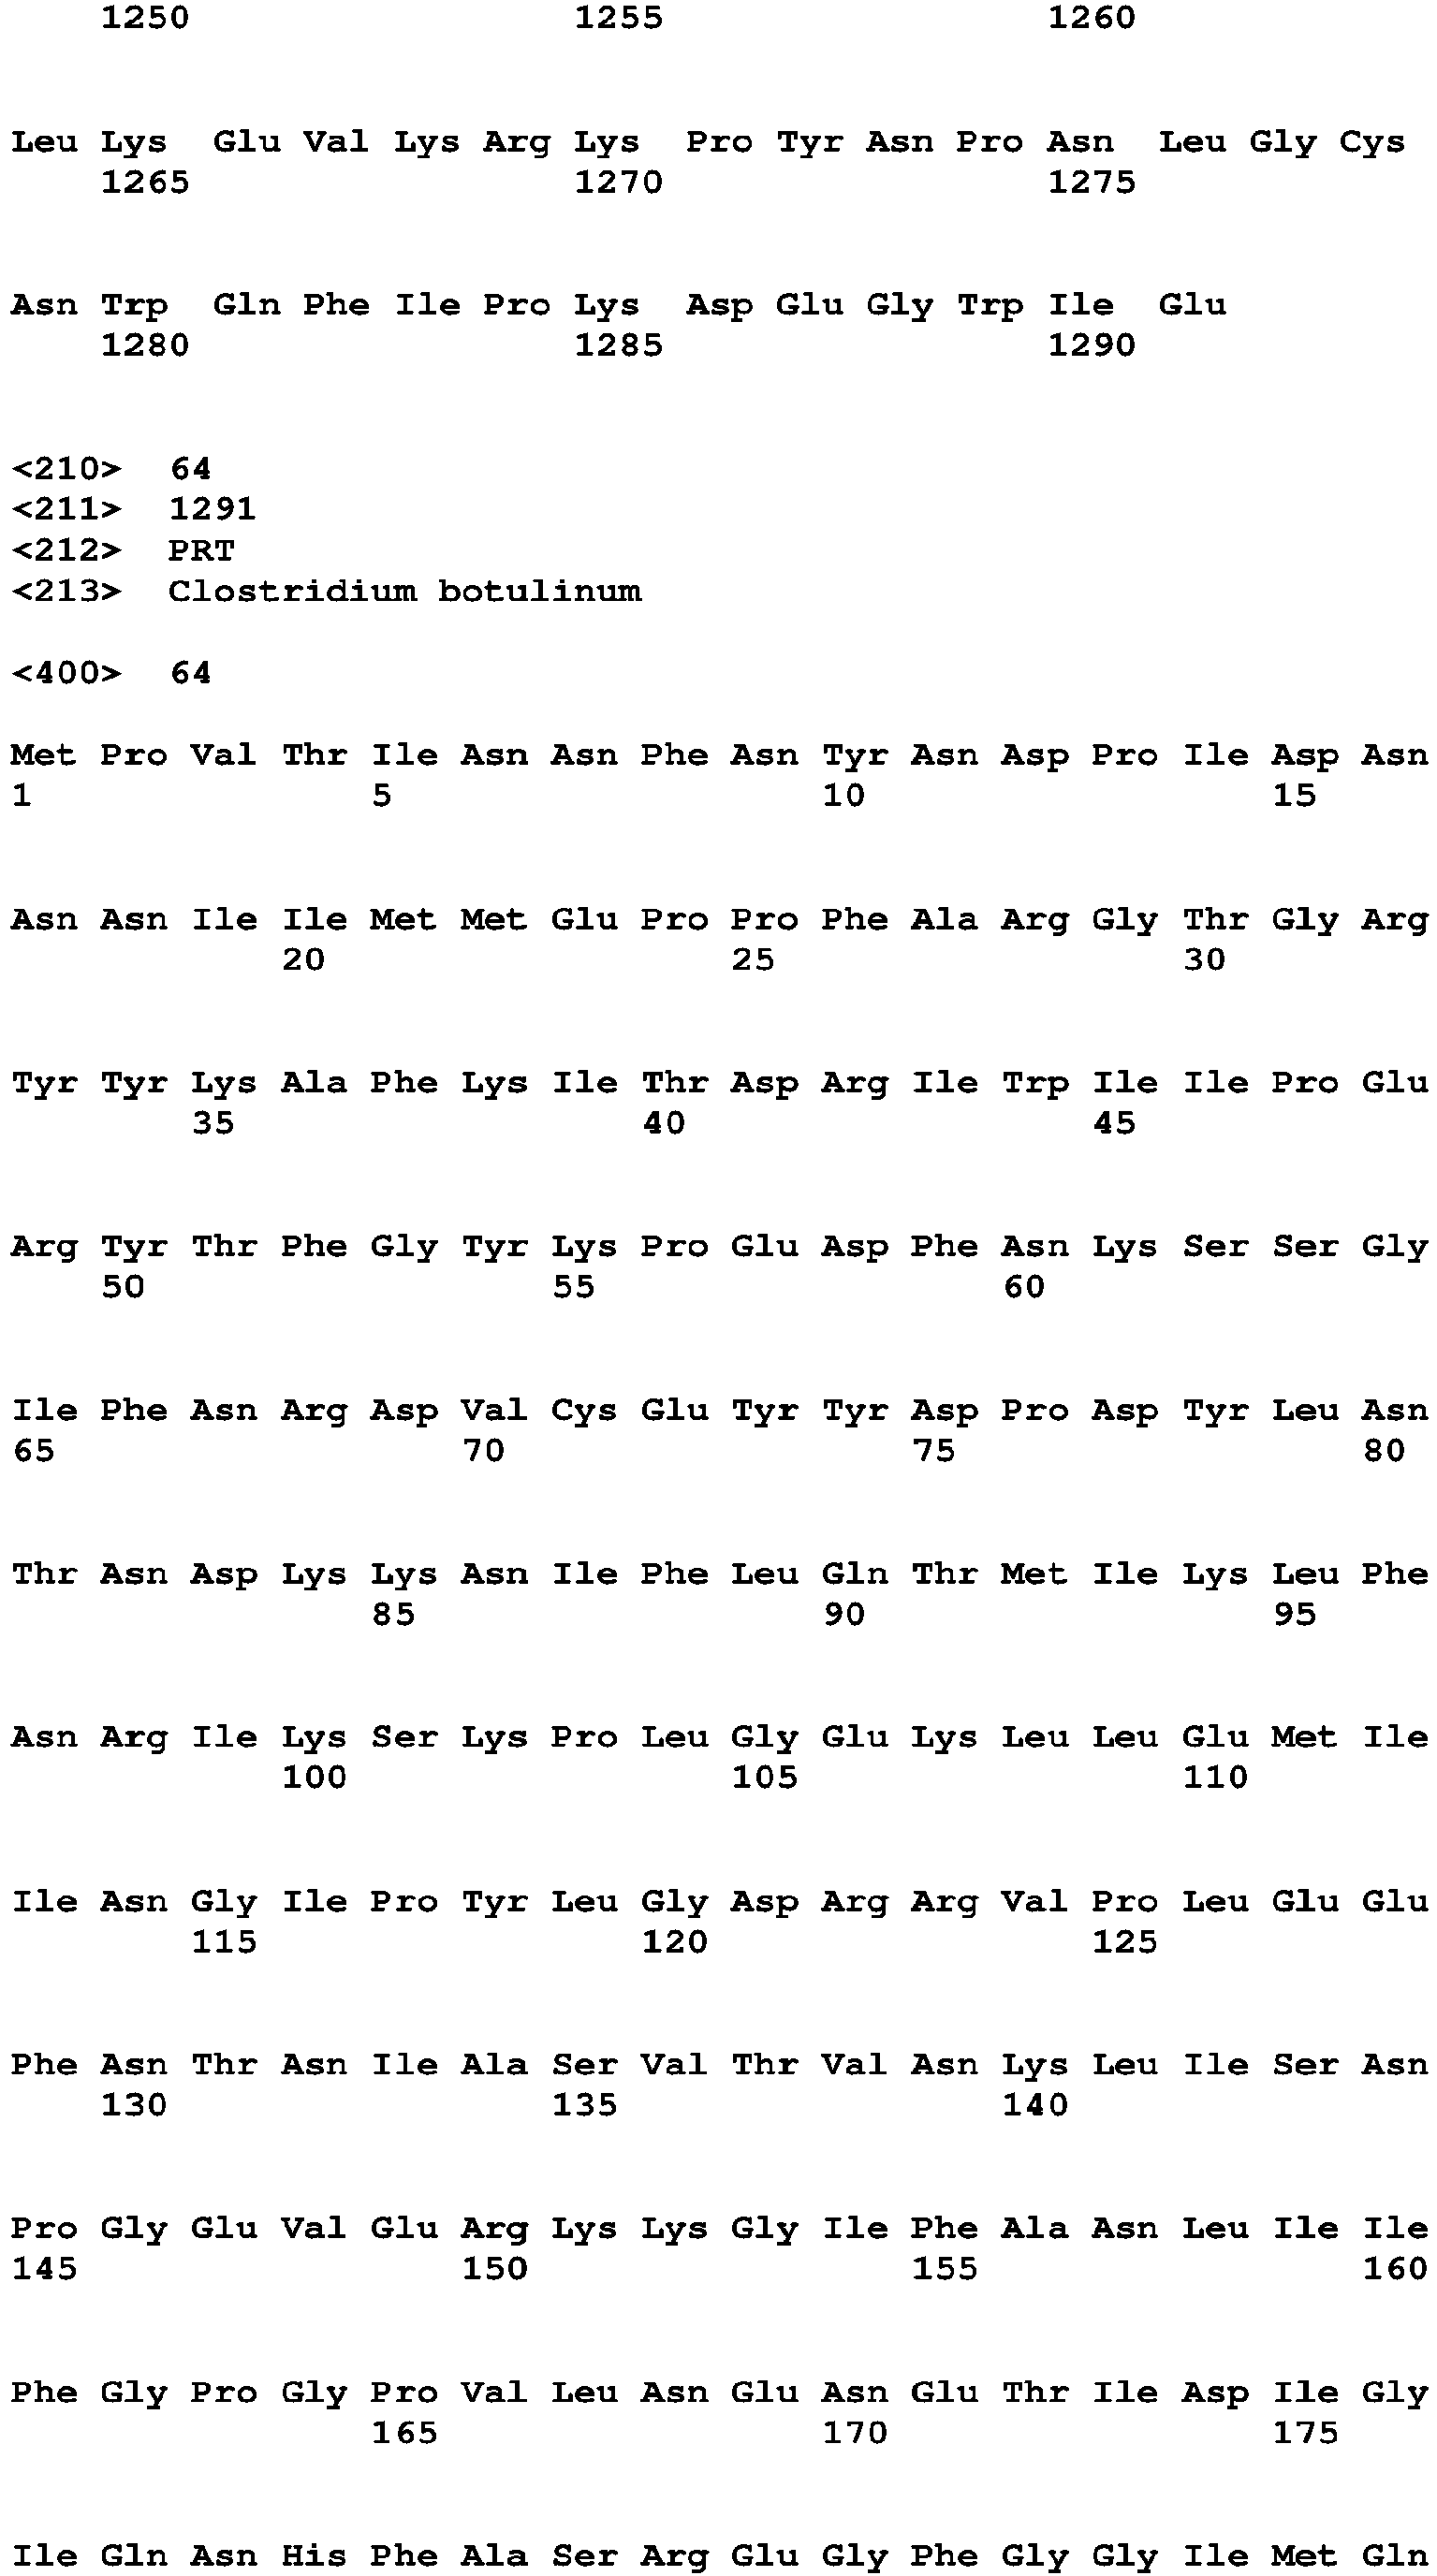 1250 1255 1260
Leu Lys Glu Val Lys Arg Lys Pro Tyr Asn Pro Asn Leu Gly Cys
1265 1270 1275
Asn Trp Gln Phe Ile Pro Lys Asp Glu Gly Trp Ile Glu
1280 1285 1290
<210> 64
<211> 1291
<212> PRT
<213> Clostridium botulinum
<400> 64
Met Pro Val Thr Ile Asn Asn Phe Asn Tyr Asn Asp Pro Ile Asp Asn
1 5 10 15
Asn Asn Ile Ile Met Met Glu Pro Pro Phe Ala Arg Gly Thr Gly Arg
20 25 30
Tyr Tyr Lys Ala Phe Lys Ile Thr Asp Arg Ile Trp Ile Ile Pro Glu
35 40 45
Arg Tyr Thr Phe Gly Tyr Lys Pro Glu Asp Phe Asn Lys Ser Ser Gly
50 55 60
Ile Phe Asn Arg Asp Val Cys Glu Tyr Tyr Asp Pro Asp Tyr Leu Asn
65 70 75 80
Thr Asn Asp Lys Lys Asn Ile Phe Leu Gln Thr Met Ile Lys Leu Phe
85 90 95
Asn Arg Ile Lys Ser Lys Pro Leu Gly Glu Lys Leu Leu Glu Met Ile
100 105 110
Ile Asn Gly Ile Pro Tyr Leu Gly Asp Arg Arg Val Pro Leu Glu Glu
115 120 125
Phe Asn Thr Asn Ile Ala Ser Val Thr Val Asn Lys Leu Ile Ser Asn
130 135 140
Pro Gly Glu Val Glu Arg Lys Lys Gly Ile Phe Ala Asn Leu Ile Ile
145 150 155 160
Phe Gly Pro Gly Pro Val Leu Asn Glu Asn Glu Thr Ile Asp Ile Gly
165 170 175
Ile Gln Asn His Phe Ala Ser Arg Glu Gly Phe Gly Gly Ile Met Gln